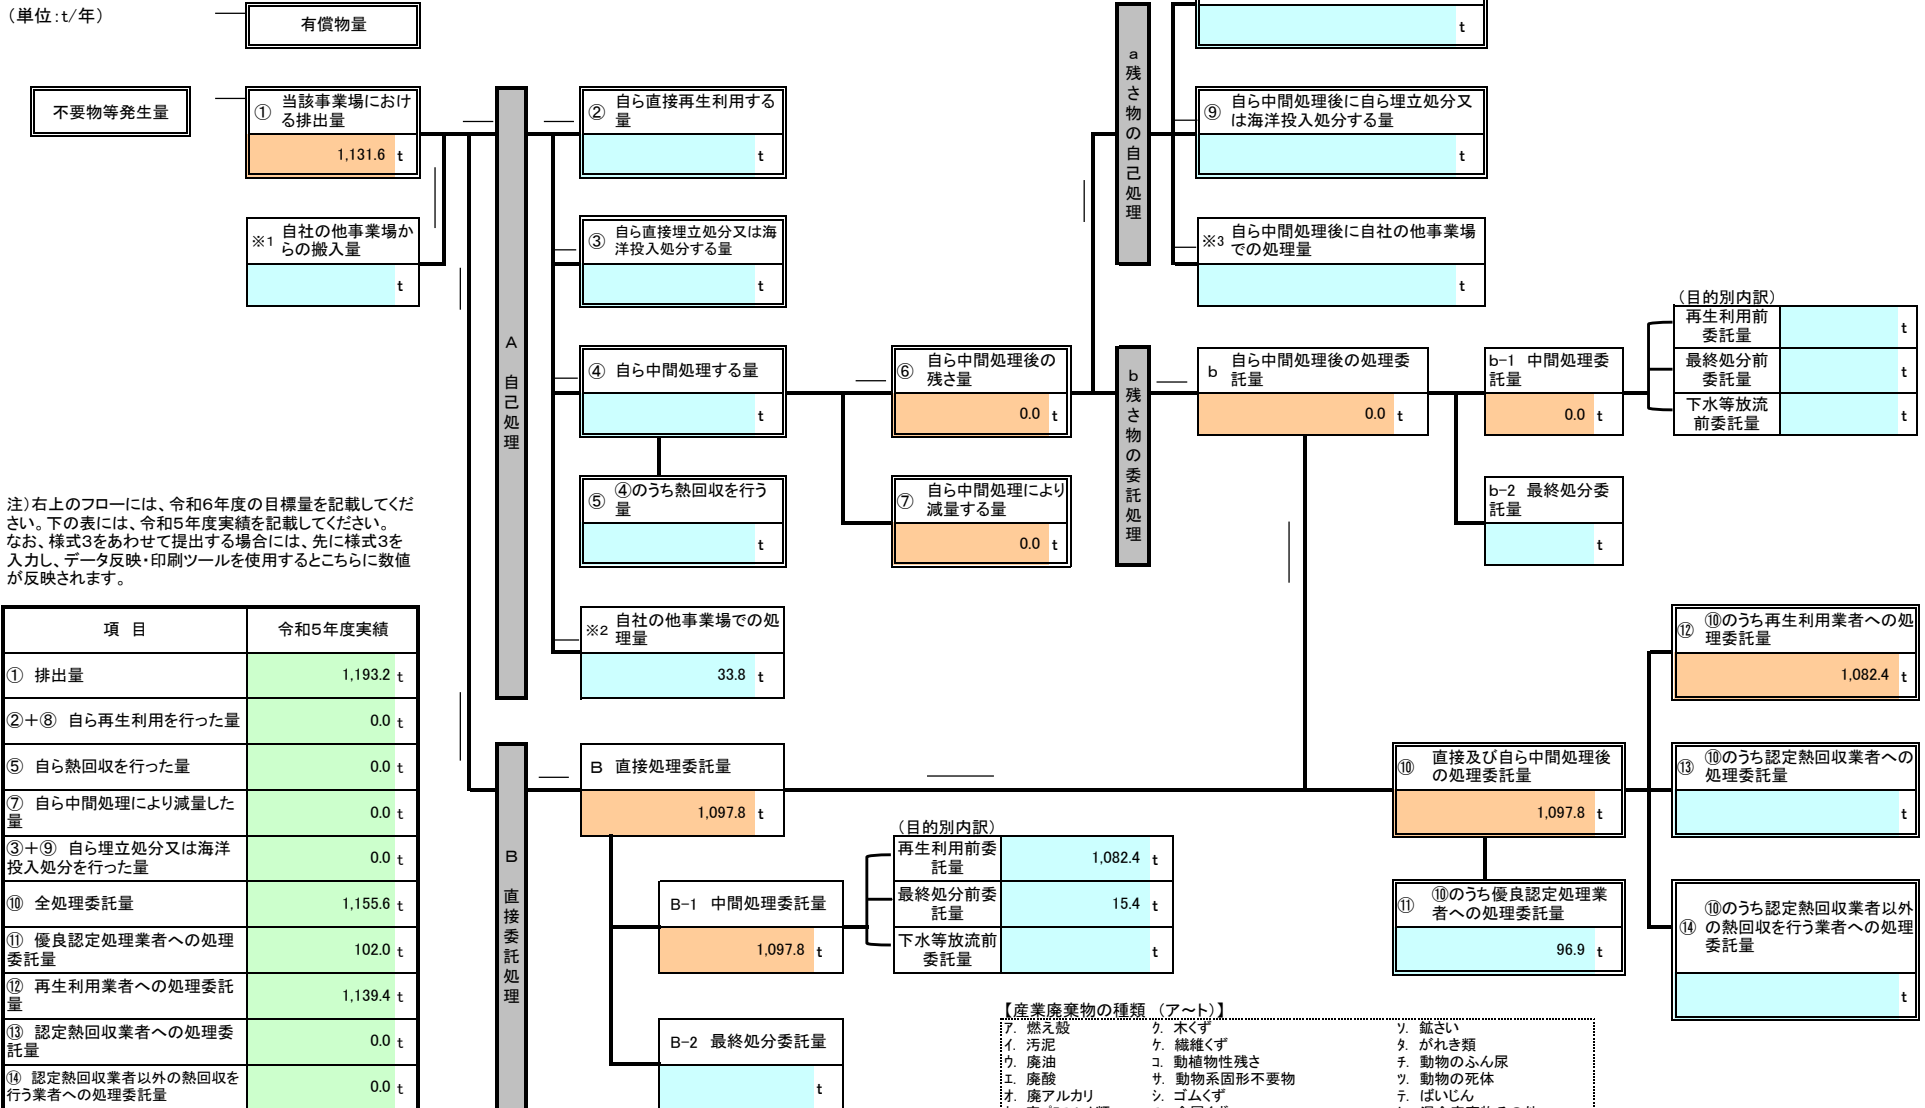 （単位：t/年）
有償物量
t
不要物等発生量
① 当該事業場におけ
る排出量
1,131.6 t
※1 自社の他事業場か
らの搬入量
t
A 自己処理
② 自ら直接再生利用する
量
t
③ 自ら直接埋立処分又は海
洋投入処分する量
t
④ 自ら中間処理する量
t
⑤ ④のうち熱回収を行う
量
t
※2 自社の他事業場での処
理量
33.8 t
⑥ 自ら中間処理後の
残さ量
0.0 t
⑦ 自ら中間処理により
減量する量
0.0 t
a 残さ物の自己処理
⑨ 自ら中間処理後に自ら埋立処分又
は海洋投入処分する量
t
※3 自ら中間処理後に自社の他事業場
での処理量
t
b 残さ物の委託処理
b 自ら中間処理後の処理委
託量
0.0 t
b-1 中間処理委
託量
0.0 t
（目的別内訳）
再生利用前
委託量
t
最終処分前
委託量
t
下水等放流
前委託量
t
b-2 最終処分委
託量
t
注）右上のフローには、令和６年度の目標量を記載してくだ
さい。下の表には、令和５年度実績を記載してください。
なお、様式３をあわせて提出する場合には、先に様式３を
入力し、データ反映・印刷ツールを使用するとこちらに数値
が反映されます。
項 目 令和５年度実績
① 排出量 1,193.2 t
②＋⑧ 自ら再生利用を行った量 0.0 t
⑤ 自ら熱回収を行った量 0.0 t
⑦ 自ら中間処理により減量した
量 0.0 t
③＋⑨ 自ら埋立処分又は海洋
投入処分を行った量 0.0 t
⑩ 全処理委託量 1,155.6 t
⑪ 優良認定処理業者への処理
委託量 102.0 t
⑫ 再生利用業者への処理委託
量 1,139.4 t
⑬ 認定熱回収業者への処理委
託量 0.0 t
⑭ 認定熱回収業者以外の熱回収を
行う業者への処理委託量 0.0 t
B 直接委託処理
B 直接処理委託量
1,097.8 t
B-1 中間処理委託量
1,097.8 t
（目的別内訳）
再生利用前委
託量
1,082.4 t
最終処分前委
託量
15.4 t
下水等放流前
委託量
t
B-2 最終処分委託量
t
⑩ 直接及び自ら中間処理後
の処理委託量
1,097.8 t
⑪ ⑩のうち優良認定処理業
者への処理委託量
96.9 t
⑫ ⑩のうち再生利用業者への処
理委託量
1,082.4 t
⑬ ⑩のうち認定熱回収業者への
処理委託量
t
⑭ ⑩のうち認定熱回収業者以外
の熱回収を行う業者への処理
委託量
t
【産業廃棄物の種類 （ア～ト）】
ｱ. 燃え殻 ｸ. 木くず ｿ. 鉱さい
ｲ. 汚泥 ｹ. 繊維くず ﾀ. がれき類
ｳ. 廃油 ｺ. 動植物性残さ ﾁ. 動物のふん尿
ｴ. 廃酸 ｻ. 動物系固形不要物 ﾂ. 動物の死体
ｵ. 廃アルカリ ｼ. ゴムくず ﾃ. ばいじん